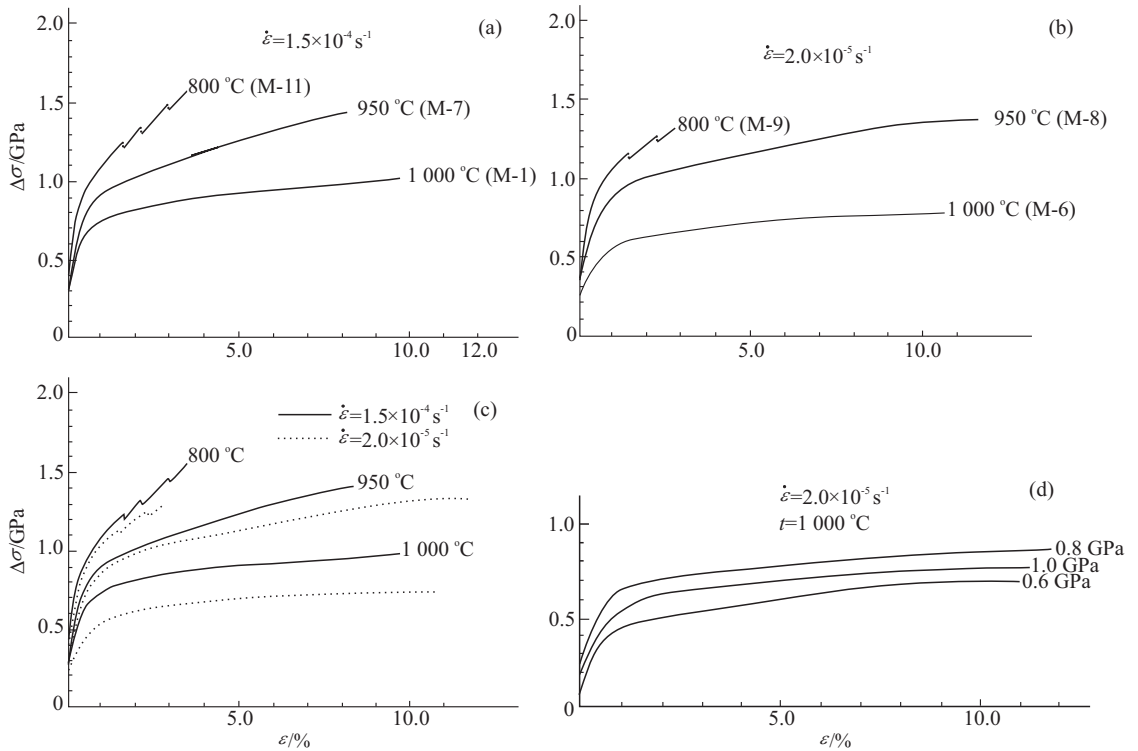 2.0
(a)
ε̇=1.5×10⁻⁴ s⁻¹
800 °C (M-11)
1.5
950 °C (M-7)
Δσ/GPa
1.0
1 000 °C (M-1)
0.5
0
5.0
10.0
12.0
2.0
(b)
ε̇=2.0×10⁻⁵ s⁻¹
1.5
800 °C (M-9)
950 °C (M-8)
1.0
1 000 °C (M-6)
0.5
0
5.0
10.0
2.0
(c)
ε̇=1.5×10⁻⁴ s⁻¹
ε̇=2.0×10⁻⁵ s⁻¹
800 °C
1.5
950 °C
Δσ/GPa
1.0
1 000 °C
0.5
0
5.0
10.0
ε/%
(d)
ε̇=2.0×10⁻⁵ s⁻¹
t=1 000 °C
1.0
0.8 GPa
1.0 GPa
0.6 GPa
0.5
0
5.0
10.0
ε/%